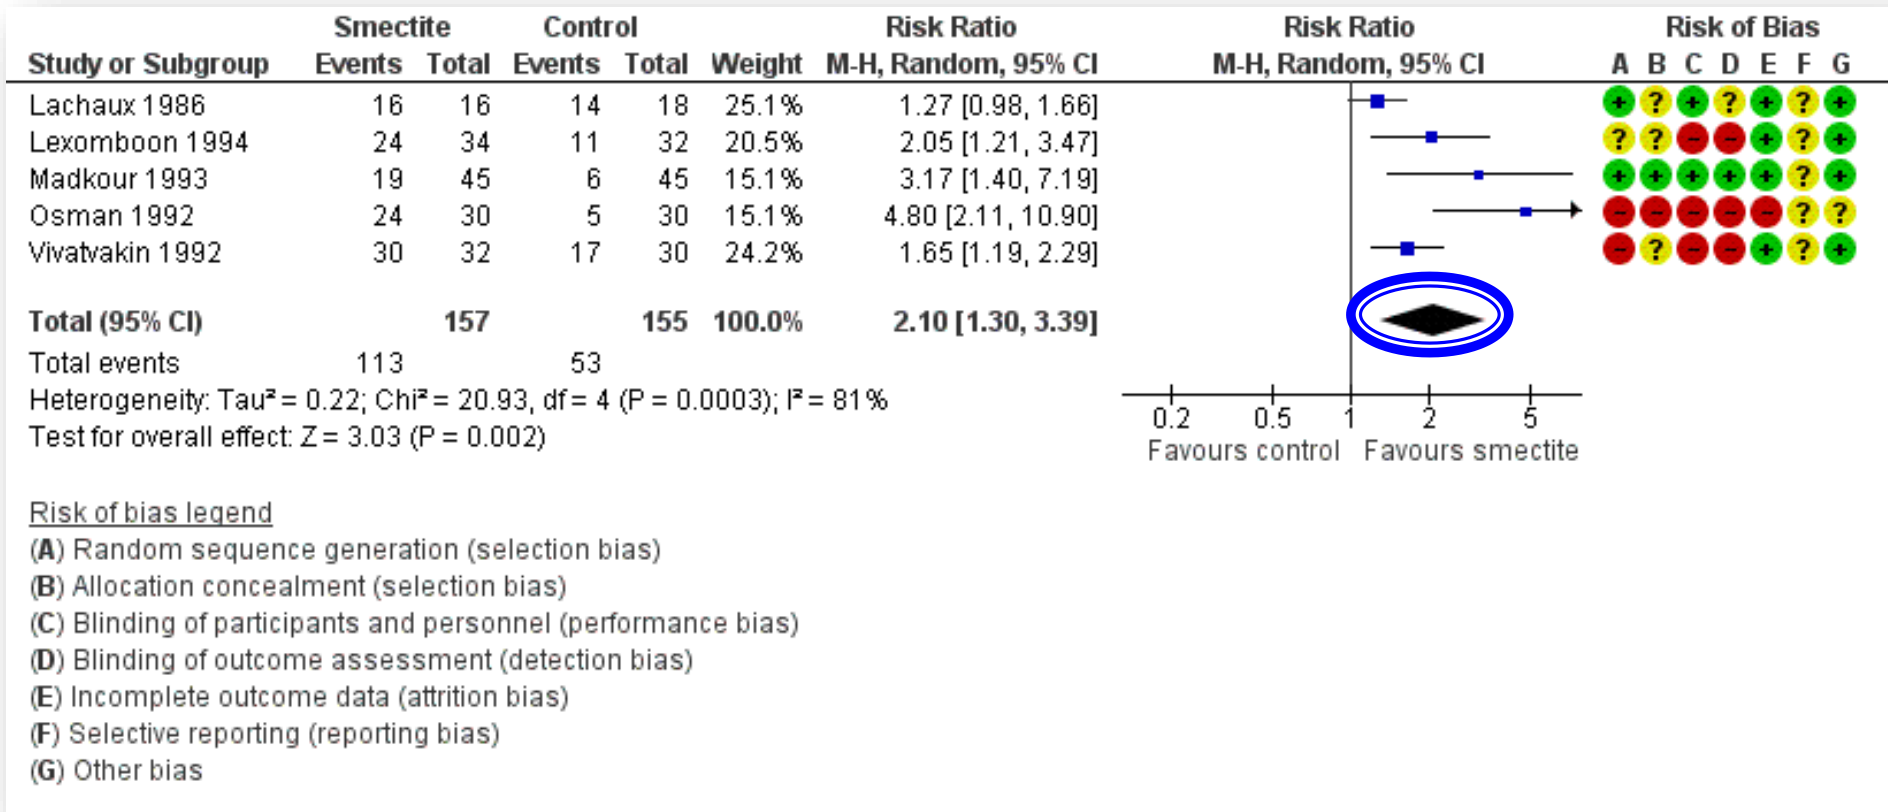 Smectite Control Risk Ratio Risk Ratio Risk of Bias
Study or Subgroup Events Total Events Total Weight M-H, Random, 95% CI M-H, Random, 95% CI A B C D E F G
Lachaux 1986 16 16 14 18 25.1% 1.27 [0.98, 1.66] + ? + ? + ? +
Lexomboon 1994 24 34 11 32 20.5% 2.05 [1.21, 3.47] ? ? − − + ? +
Madkour 1993 19 45 6 45 15.1% 3.17 [1.40, 7.19] + + + + + ? +
Osman 1992 24 30 5 30 15.1% 4.80 [2.11, 10.90] − − − − − ? ?
Vivatvakin 1992 30 32 17 30 24.2% 1.65 [1.19, 2.29] − ? − − + ? +
Total (95% CI) 157 155 100.0% 2.10 [1.30, 3.39]
Total events 113 53
Heterogeneity: Tau² = 0.22; Chi² = 20.93, df = 4 (P = 0.0003); I² = 81%
Test for overall effect: Z = 3.03 (P = 0.002)
0.2 0.5 1 2 5
Favours control Favours smectite
Risk of bias legend
(A) Random sequence generation (selection bias)
(B) Allocation concealment (selection bias)
(C) Blinding of participants and personnel (performance bias)
(D) Blinding of outcome assessment (detection bias)
(E) Incomplete outcome data (attrition bias)
(F) Selective reporting (reporting bias)
(G) Other bias